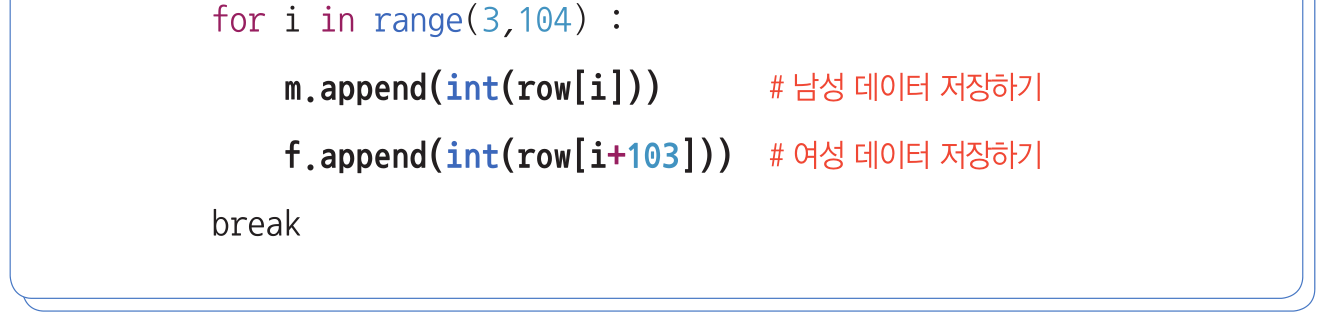 for i in range(3,104) :
m.append(int(row[i])) # 남성 데이터 저장하기
f.append(int(row[i+103])) # 여성 데이터 저장하기
break